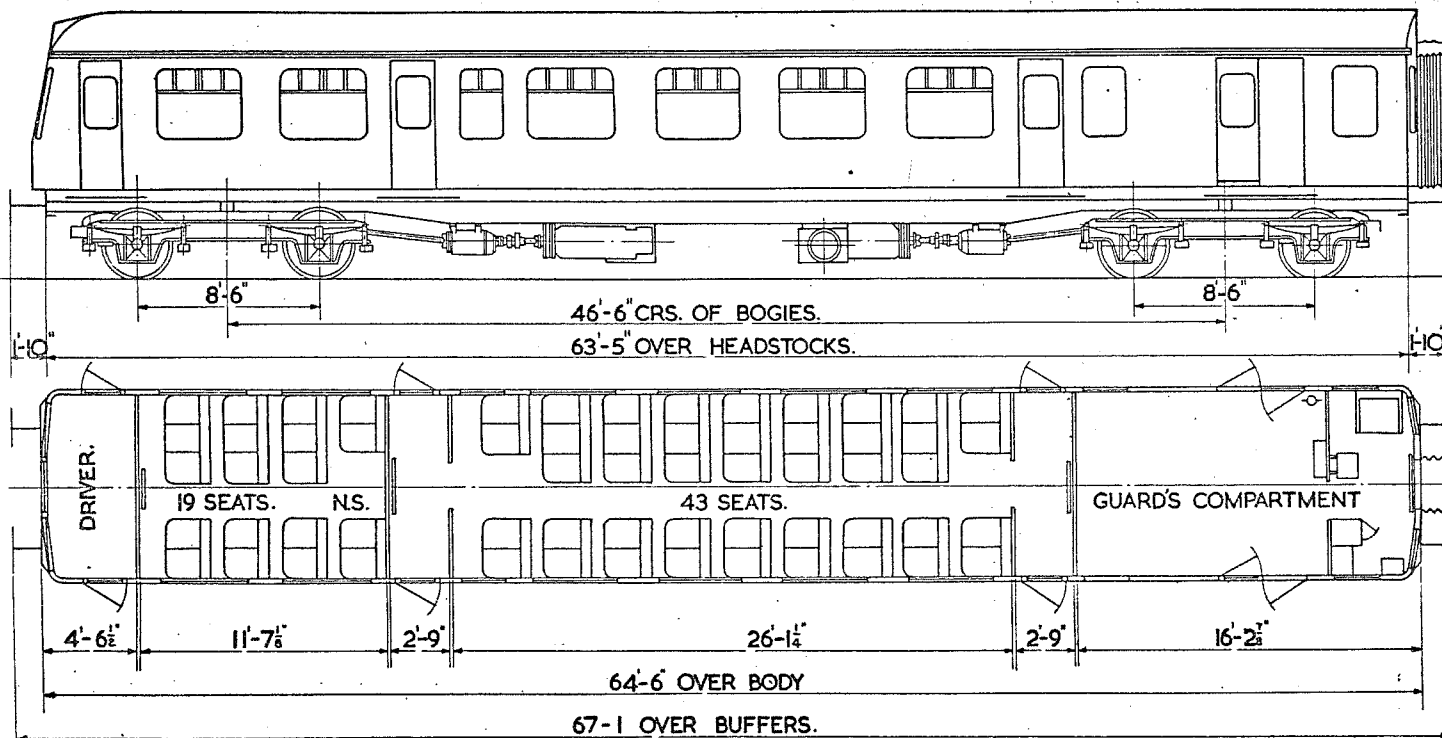 8'-6"
8'-6"
46'-6" CRS. OF BOGIES.
1'-10"
63'-5" OVER HEADSTOCKS.
1'-10"
DRIVER.
19 SEATS.
N.S.
43 SEATS.
GUARD'S COMPARTMENT
4'-6½"
11'-7⅛"
2'-9"
26'-1¼"
2'-9"
16'-2⅞"
64'-6" OVER BODY
67-1 OVER BUFFERS.